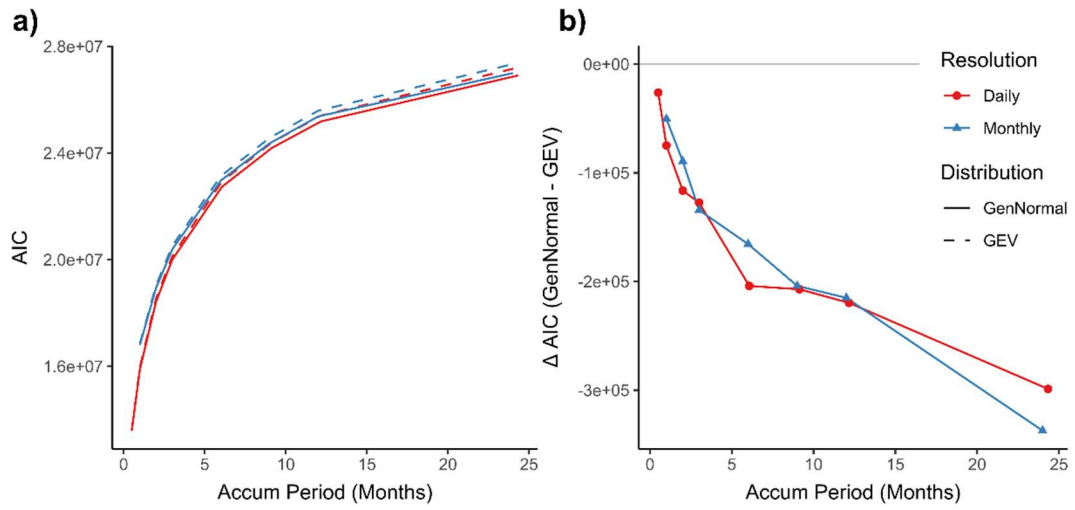 a)
AIC
2.8e+07
2.4e+07
2.0e+07
1.6e+07
0
5
10
15
20
25
Accum Period (Months)
b)
Δ AIC (GenNormal - GEV)
0e+00
-1e+05
-2e+05
-3e+05
0
5
10
15
20
25
Accum Period (Months)
Resolution
Daily
Monthly
Distribution
GenNormal
GEV